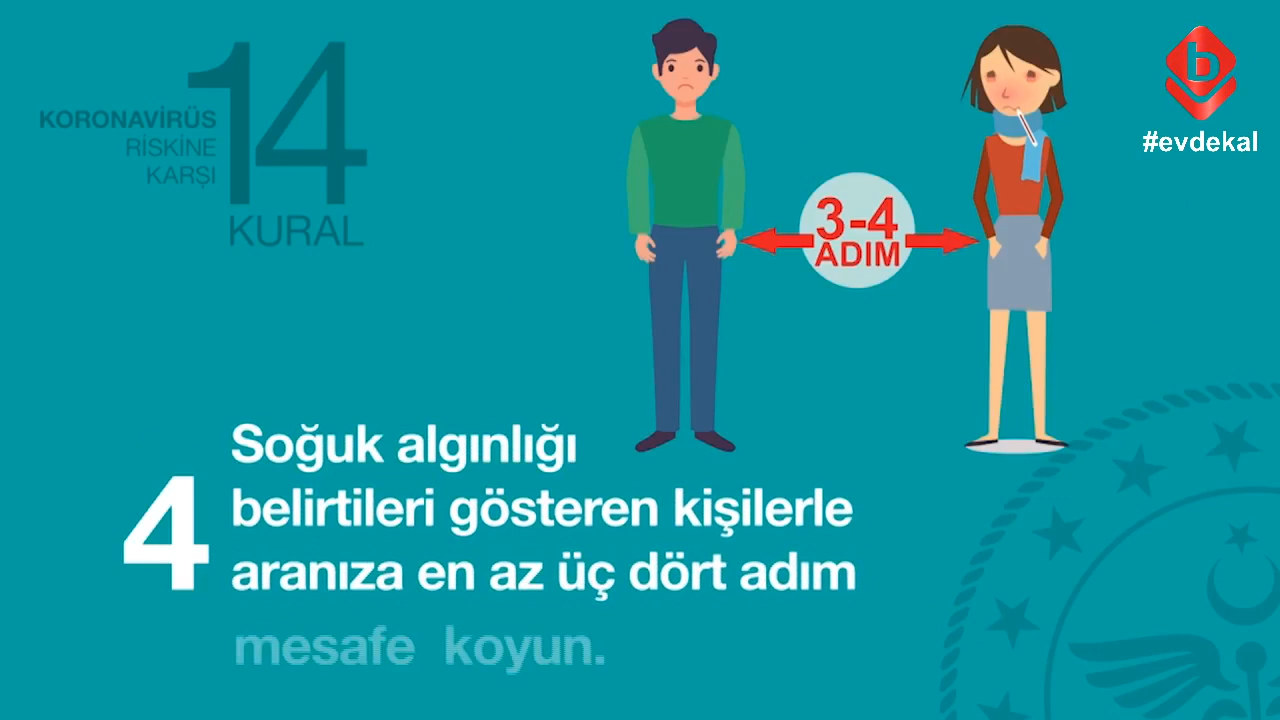 KORONAVİRÜS
RİSKİNE
KARŞI
14
KURAL
b
#evdekal
3-4
ADIM
4
Soğuk algınlığı
belirtileri gösteren kişilerle
aranıza en az üç dört adım
mesafe koyun.